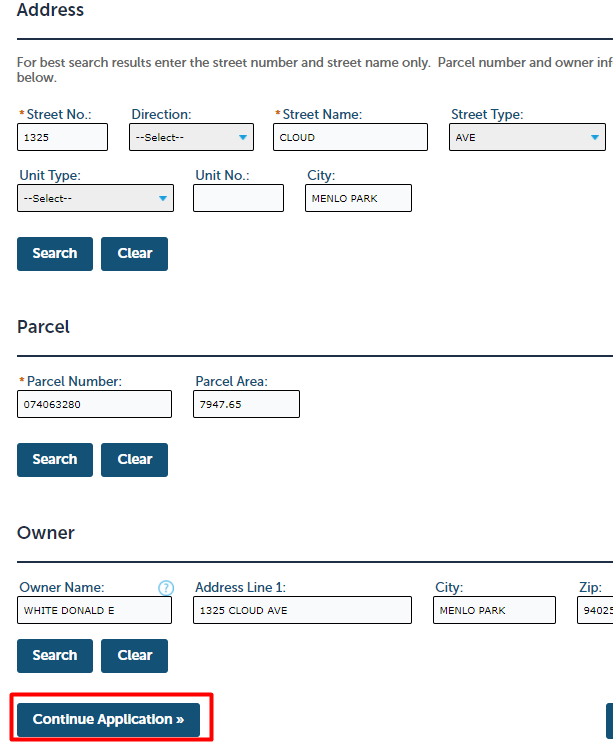 Address
For best search results enter the street number and street name only.  Parcel number and owner inf
below.
* Street No.: Direction: * Street Name: Street Type:
1325 --Select-- CLOUD AVE
Unit Type: Unit No.: City:
--Select-- MENLO PARK
Search Clear
Parcel
* Parcel Number: Parcel Area:
074063280 7947.65
Search Clear
Owner
Owner Name: ? Address Line 1: City: Zip:
WHITE DONALD E 1325 CLOUD AVE MENLO PARK 94025
Search Clear
Continue Application »